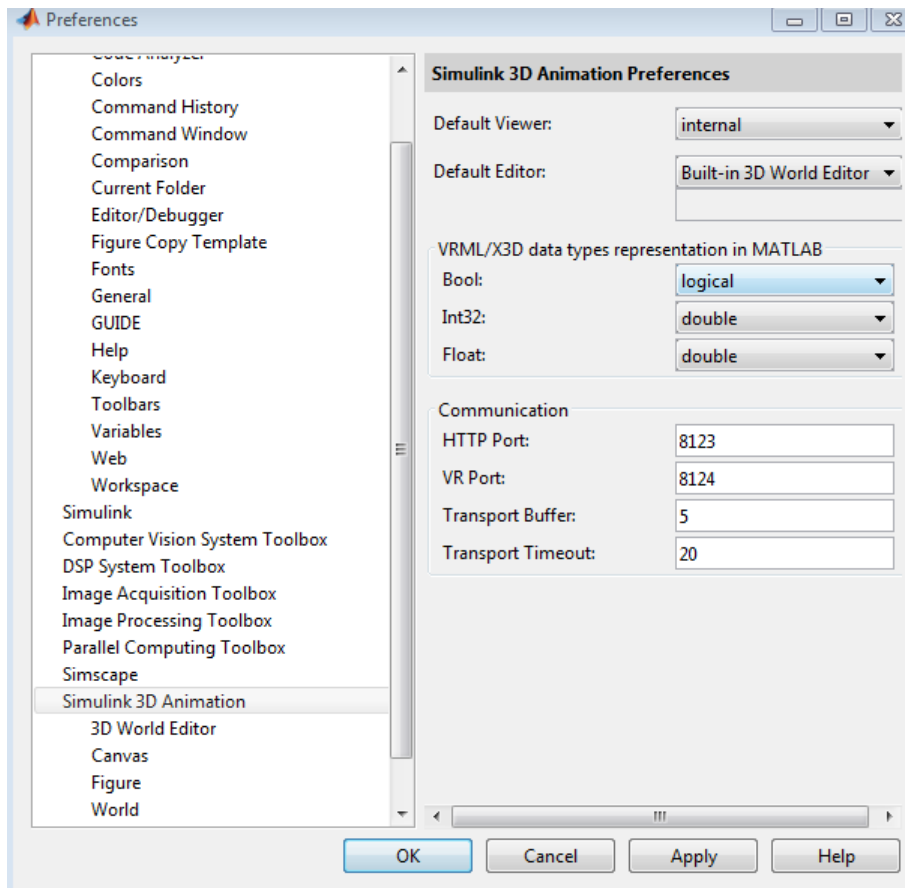 Preferences
Code Analyzer
Colors
Command History
Command Window
Comparison
Current Folder
Editor/Debugger
Figure Copy Template
Fonts
General
GUIDE
Help
Keyboard
Toolbars
Variables
Web
Workspace
Simulink
Computer Vision System Toolbox
DSP System Toolbox
Image Acquisition Toolbox
Image Processing Toolbox
Parallel Computing Toolbox
Simscape
Simulink 3D Animation
3D World Editor
Canvas
Figure
World
Simulink 3D Animation Preferences
Default Viewer: internal
Default Editor: Built-in 3D World Editor
VRML/X3D data types representation in MATLAB
Bool: logical
Int32: double
Float: double
Communication
HTTP Port: 8123
VR Port: 8124
Transport Buffer: 5
Transport Timeout: 20
OK Cancel Apply Help